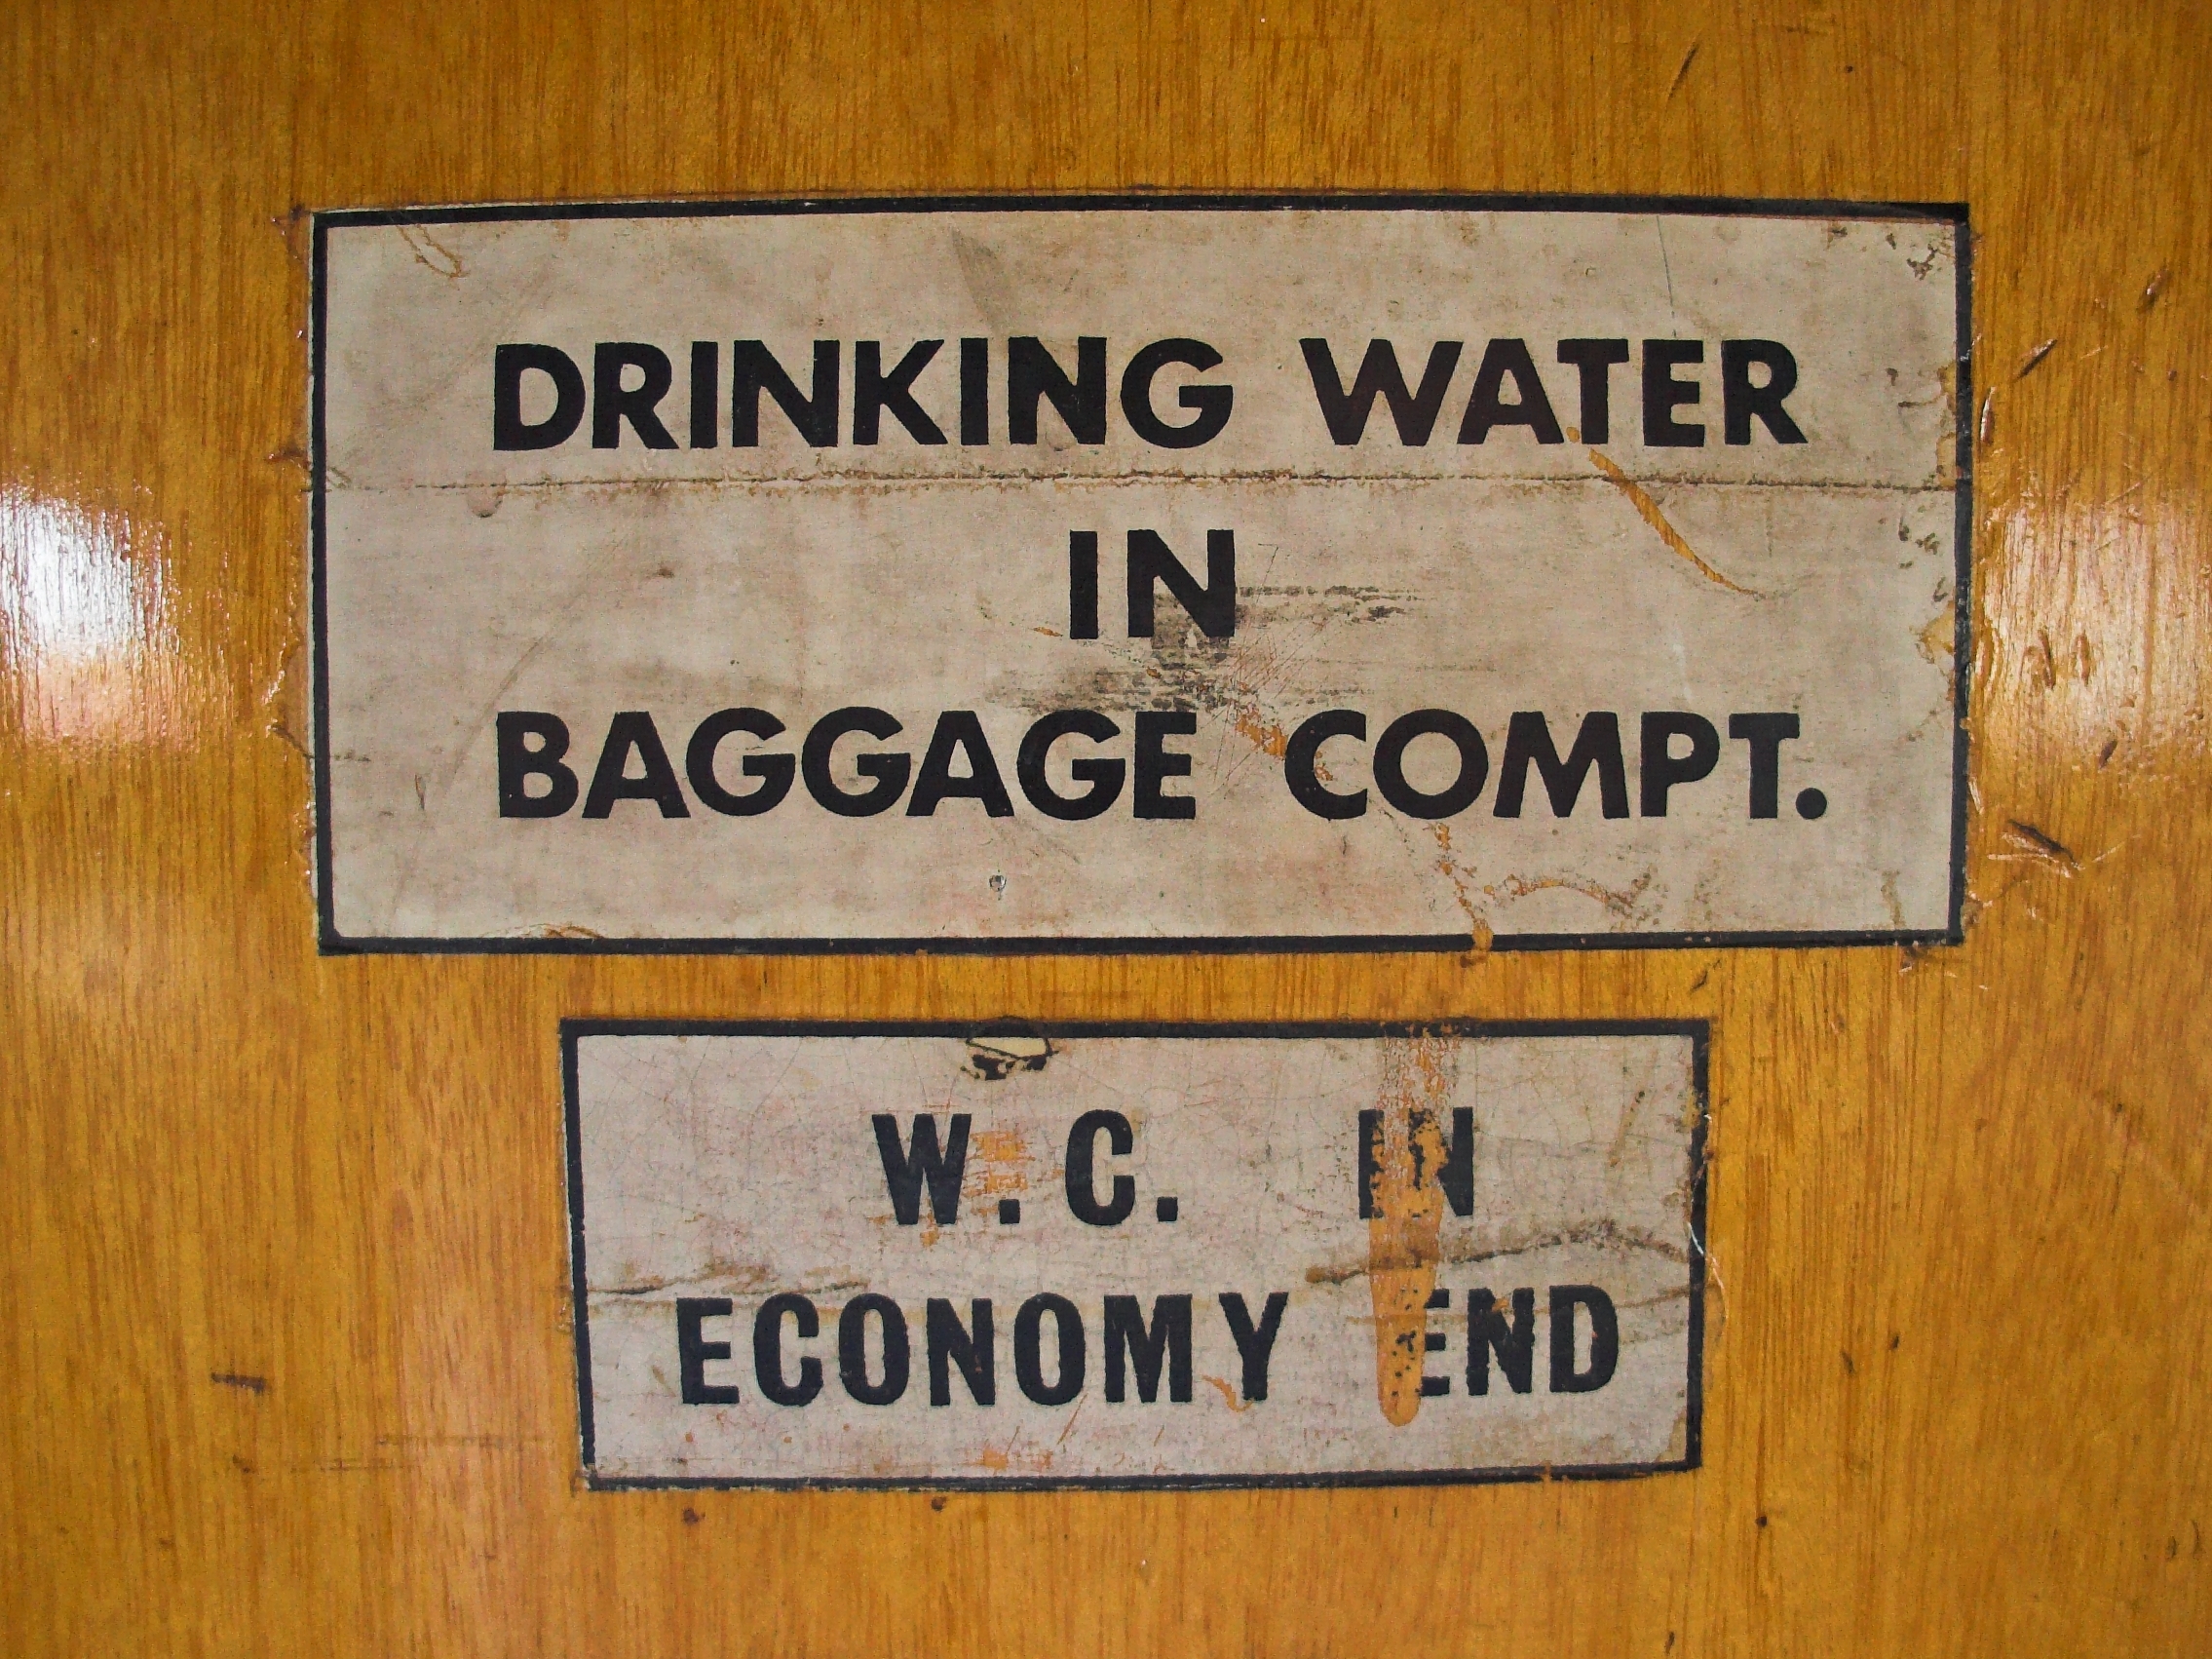 DRINKING WATER
IN
BAGGAGE COMPT.
W.C. IN
ECONOMY END